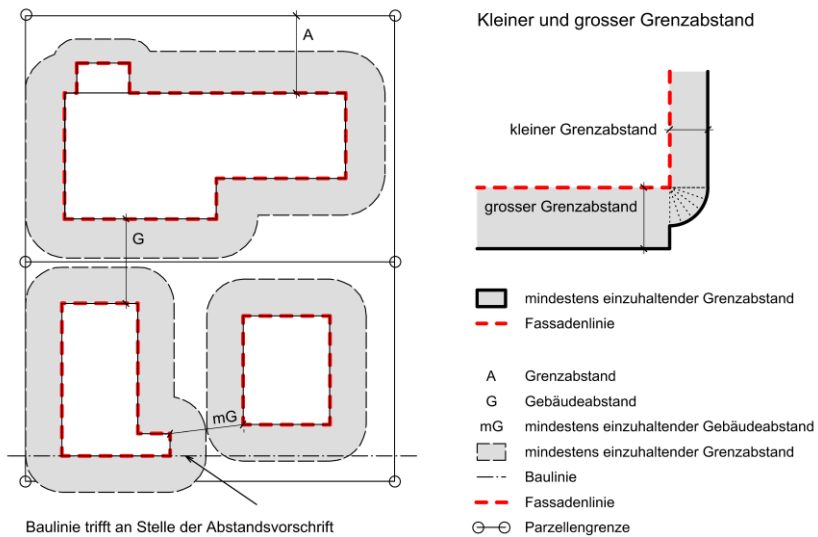 A
G
mG
Baulinie trifft an Stelle der Abstandsvorschrift
Kleiner und grosser Grenzabstand
kleiner Grenzabstand
grosser Grenzabstand
mindestens einzuhaltender Grenzabstand
Fassadenlinie
A Grenzabstand
G Gebäudeabstand
mG mindestens einzuhaltender Gebäudeabstand
mindestens einzuhaltender Grenzabstand
Baulinie
Fassadenlinie
Parzellengrenze